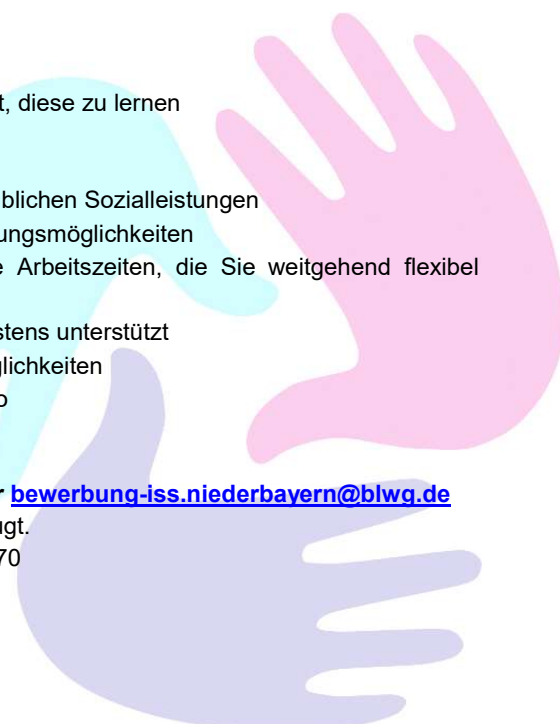 t, diese zu lernen
blichen Sozialleistungen
ungsmöglichkeiten
e Arbeitszeiten, die Sie weitgehend flexibel
stens unterstützt
glichkeiten
o
r bewerbung-iss.niederbayern@blwg.de
ugt.
70